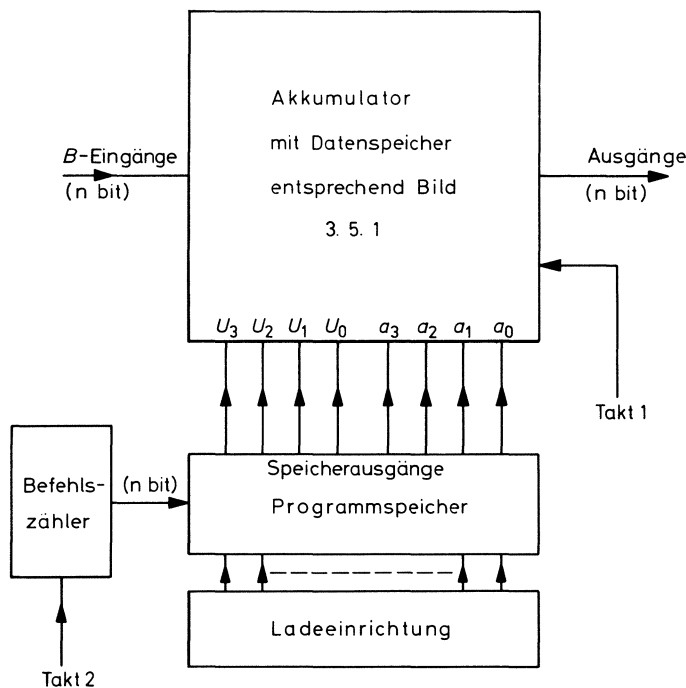 Akkumulator
mit Datenspeicher
entsprechend Bild
3.5.1
B-Eingänge
(n bit)
Ausgänge
(n bit)
U3 U2 U1 U0 a3 a2 a1 a0
Takt 1
Befehls-
zähler
(n bit)
Speicherausgänge
Programmspeicher
Ladeeinrichtung
Takt 2